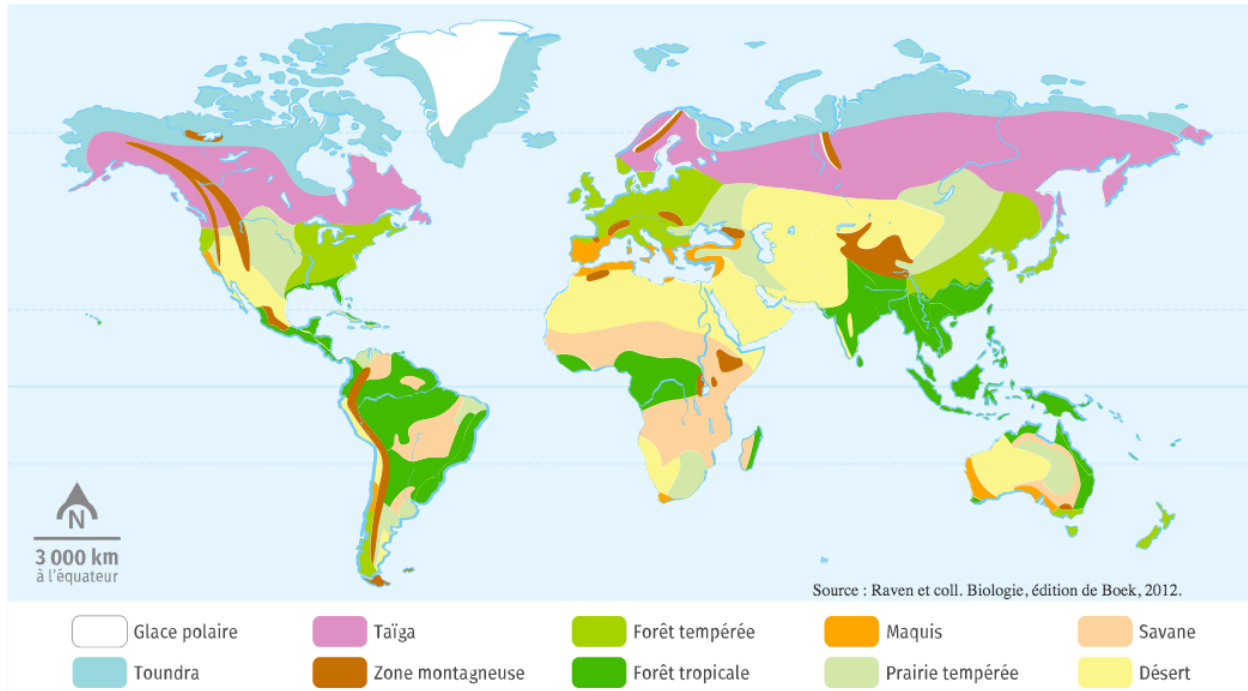 N
3 000 km
à l'équateur
Source : Raven et coll. Biologie, édition de Boek, 2012.
Glace polaire
Taïga
Forêt tempérée
Maquis
Savane
Toundra
Zone montagneuse
Forêt tropicale
Prairie tempérée
Désert